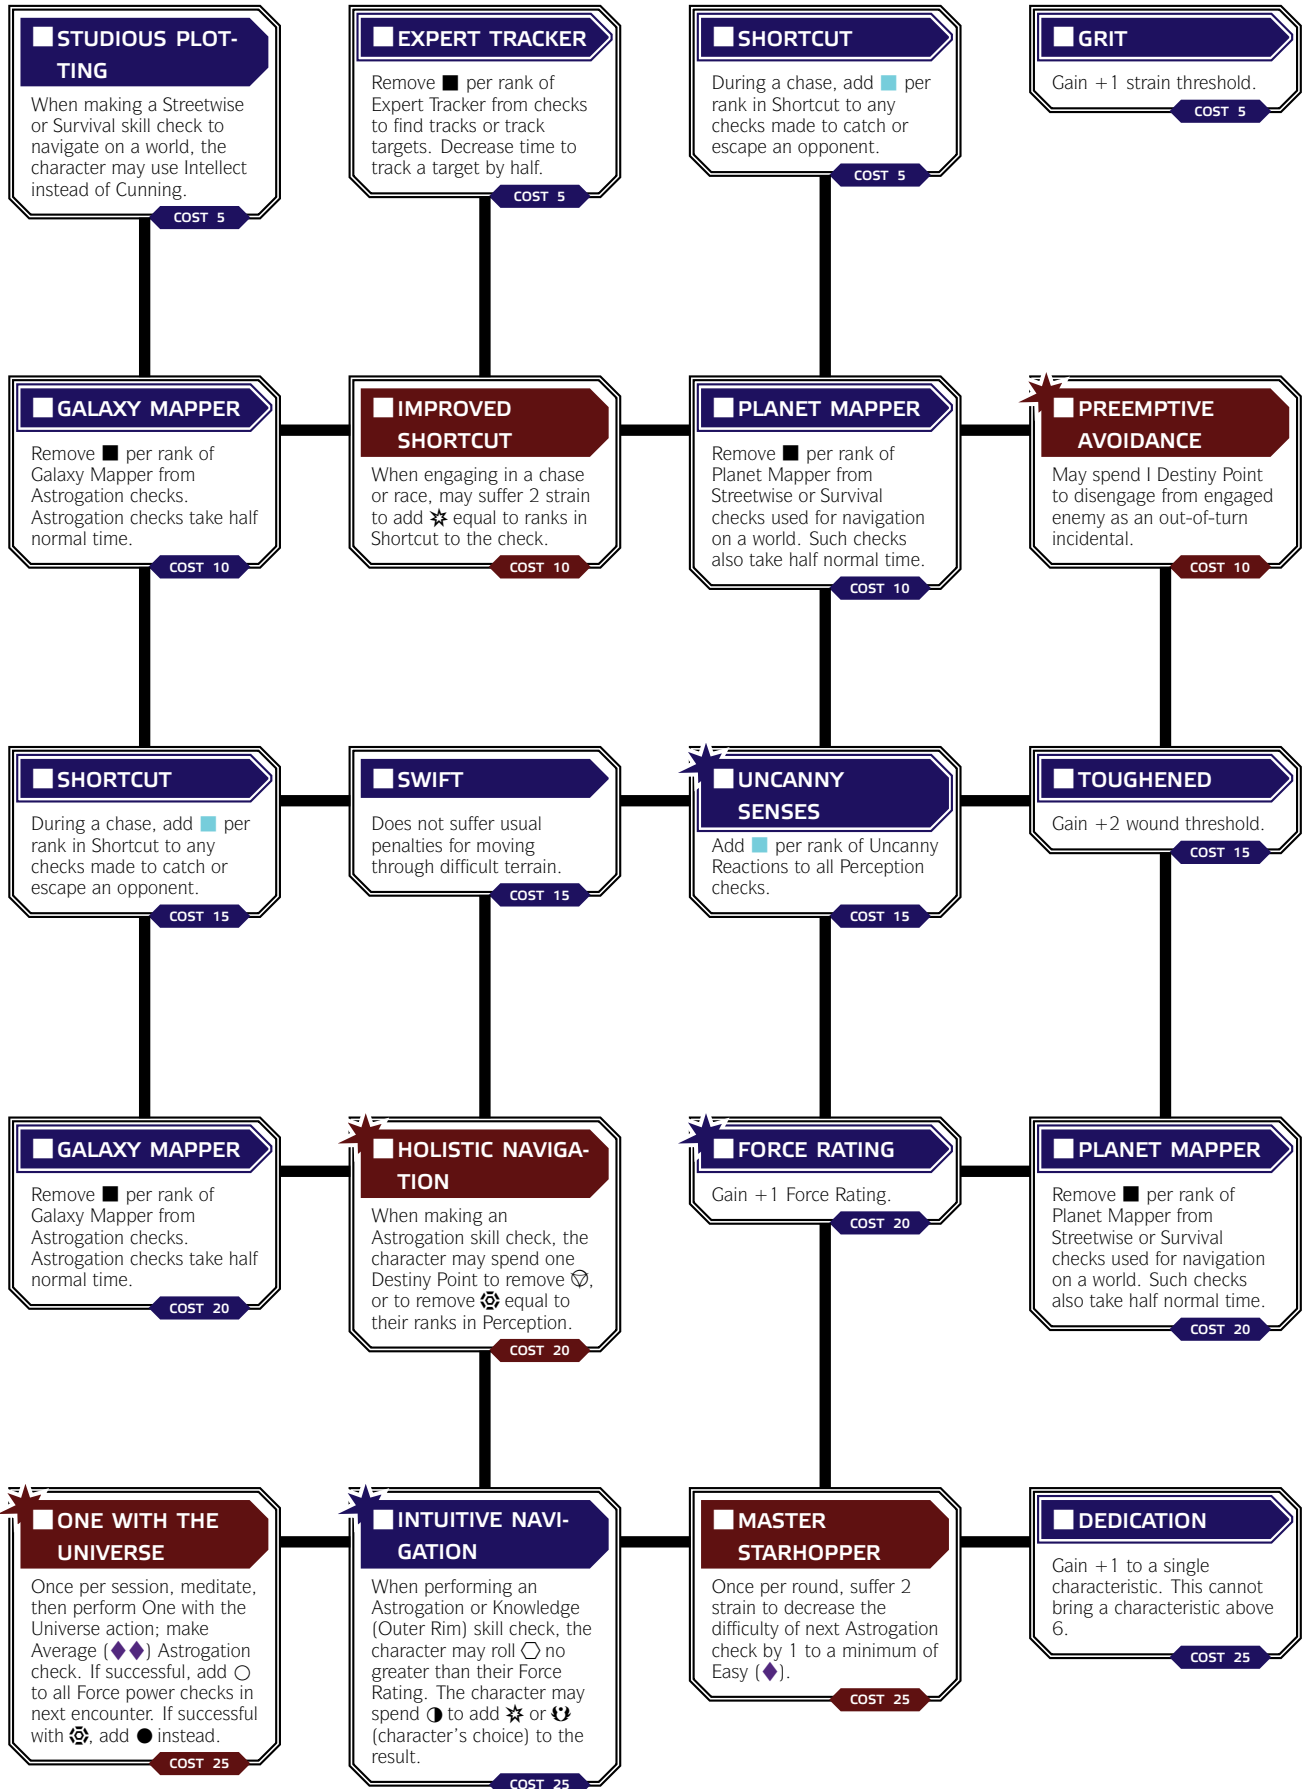 STUDIOUS PLOT-
TING
When making a Streetwise
or Survival skill check to
navigate on a world, the
character may use Intellect
instead of Cunning.
COST 5
EXPERT TRACKER
Remove ■ per rank of
Expert Tracker from checks
to find tracks or track
targets. Decrease time to
track a target by half.
COST 5
SHORTCUT
During a chase, add ■ per
rank in Shortcut to any
checks made to catch or
escape an opponent.
COST 5
GRIT
Gain +1 strain threshold.
COST 5
GALAXY MAPPER
Remove ■ per rank of
Galaxy Mapper from
Astrogation checks.
Astrogation checks take half
normal time.
COST 10
IMPROVED
SHORTCUT
When engaging in a chase
or race, may suffer 2 strain
to add equal to ranks in
Shortcut to the check.
COST 10
PLANET MAPPER
Remove ■ per rank of
Planet Mapper from
Streetwise or Survival
checks used for navigation
on a world. Such checks
also take half normal time.
COST 10
PREEMPTIVE
AVOIDANCE
May spend I Destiny Point
to disengage from engaged
enemy as an out-of-turn
incidental.
COST 10
SHORTCUT
During a chase, add ■ per
rank in Shortcut to any
checks made to catch or
escape an opponent.
COST 15
SWIFT
Does not suffer usual
penalties for moving
through difficult terrain.
COST 15
UNCANNY
SENSES
Add ■ per rank of Uncanny
Reactions to all Perception
checks.
COST 15
TOUGHENED
Gain +2 wound threshold.
COST 15
GALAXY MAPPER
Remove ■ per rank of
Galaxy Mapper from
Astrogation checks.
Astrogation checks take half
normal time.
COST 20
HOLISTIC NAVIGA-
TION
When making an
Astrogation skill check, the
character may spend one
Destiny Point to remove ,
or to remove equal to
their ranks in Perception.
COST 20
FORCE RATING
Gain +1 Force Rating.
COST 20
PLANET MAPPER
Remove ■ per rank of
Planet Mapper from
Streetwise or Survival
checks used for navigation
on a world. Such checks
also take half normal time.
COST 20
ONE WITH THE
UNIVERSE
Once per session, meditate,
then perform One with the
Universe action; make
Average (◆◆) Astrogation
check. If successful, add ○
to all Force power checks in
next encounter. If successful
with , add ● instead.
COST 25
INTUITIVE NAVI-
GATION
When performing an
Astrogation or Knowledge
(Outer Rim) skill check, the
character may roll ⬡ no
greater than their Force
Rating. The character may
spend ◑ to add or
(character's choice) to the
result.
COST 25
MASTER
STARHOPPER
Once per round, suffer 2
strain to decrease the
difficulty of next Astrogation
check by 1 to a minimum of
Easy (◆).
COST 25
DEDICATION
Gain +1 to a single
characteristic. This cannot
bring a characteristic above
6.
COST 25